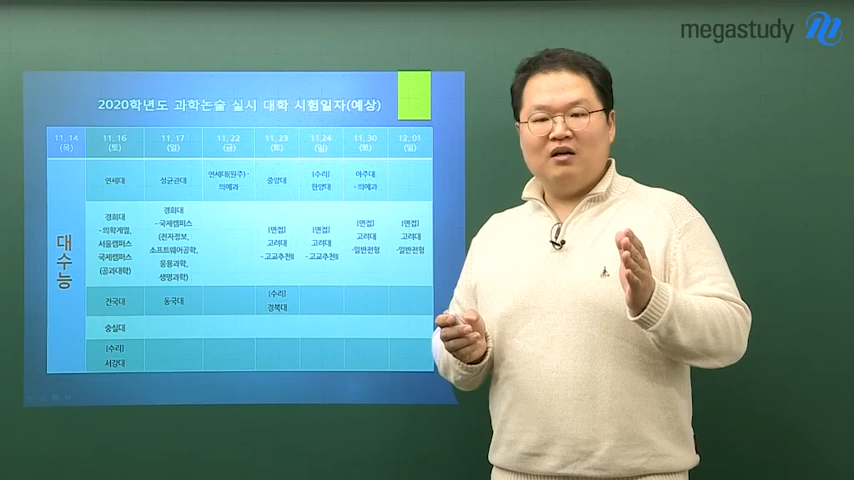 megastudy
2020학년도 과학논술 실시 대학 시험일자(예상)
11. 14 11. 16 11. 17 11. 22 11. 23 11.24 11. 30 12. 01
(목) (토) (일) (금) (토) (일) (토) (일)
대수능
연세대
성균관대
연세대(원주) -
의예과
중앙대
[수리]
한양대
아주대
- 의예과
경희대
- 의학계열,
서울캠퍼스
국제캠퍼스
(공과대학)
경희대
- 국제캠퍼스
(전자정보,
소프트웨어공학,
응용과학,
생명과학)
[면접]
고려대
- 고교추천II
[면접]
고려대
- 고교추천II
[면접]
고려대
-일반전형
[면접]
고려대
-일반전형
건국대
동국대
[수리]
경북대
숭실대
[수리]
서강대